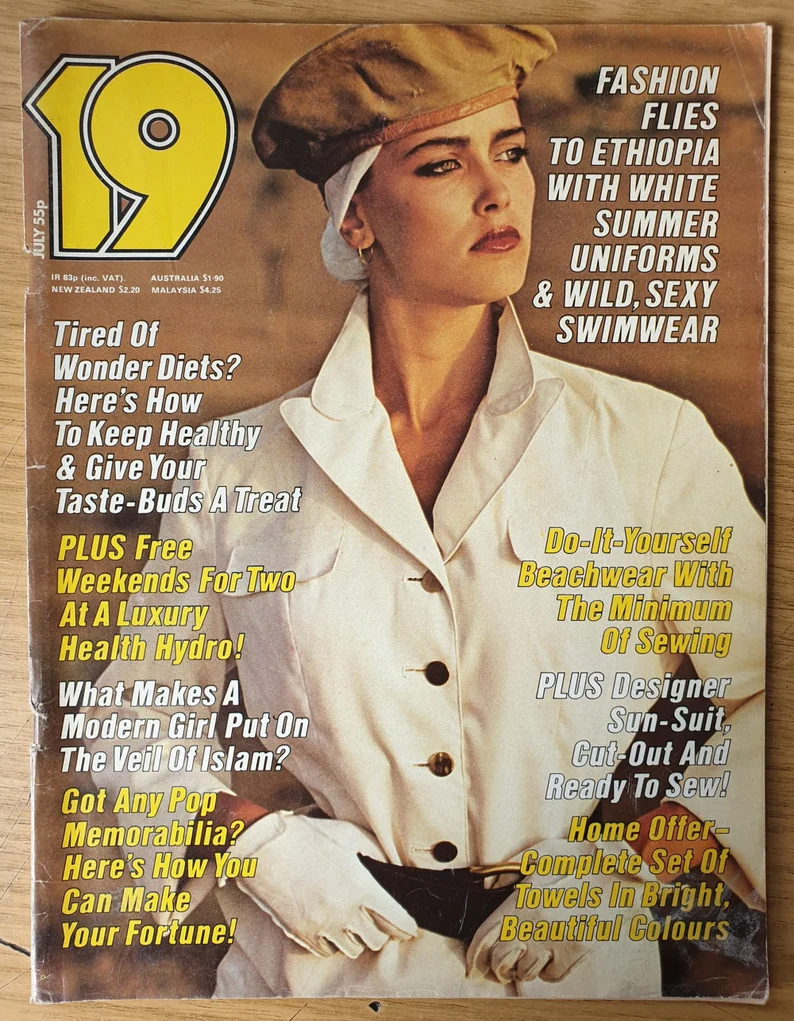 19
JULY 55p
IR 83p (inc. VAT). AUSTRALIA $1·90
NEW ZEALAND $2.20 MALAYSIA $4.25
FASHION
FLIES
TO ETHIOPIA
WITH WHITE
SUMMER
UNIFORMS
& WILD, SEXY
SWIMWEAR
Tired Of
Wonder Diets?
Here's How
To Keep Healthy
& Give Your
Taste-Buds A Treat
PLUS Free
Weekends For Two
At A Luxury
Health Hydro!
What Makes A
Modern Girl Put On
The Veil Of Islam?
Got Any Pop
Memorabilia?
Here's How You
Can Make
Your Fortune!
Do-It-Yourself
Beachwear With
The Minimum
Of Sewing
PLUS Designer
Sun-Suit,
Cut-Out And
Ready To Sew!
Home Offer–
Complete Set Of
Towels In Bright,
Beautiful Colours